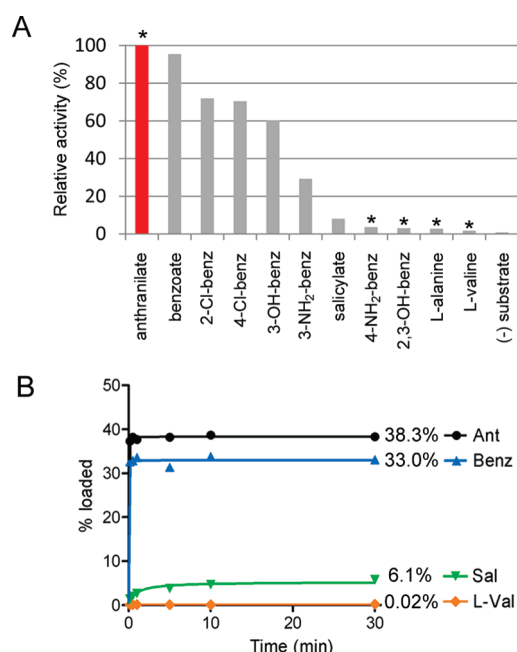 A
Relative activity (%)
100
80
60
40
20
0
*
*
*
*
*
anthranilate
benzoate
2-Cl-benz
4-Cl-benz
3-OH-benz
3-NH₂-benz
salicylate
4-NH₂-benz
2,3-OH-benz
L-alanine
L-valine
(-) substrate
B
% loaded
50
40
30
20
10
0
38.3% Ant
33.0% Benz
6.1% Sal
0.02% L-Val
0 10 20 30
Time (min)